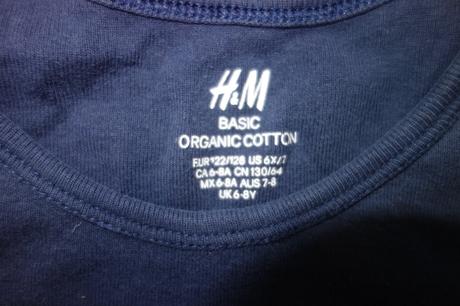 H&M
BASIC
ORGANIC COTTON
EUR 122/128 US 6X/7
CA 6-8A CN 130/64
MX 6-8A AUS 7-8
UK 6-8Y